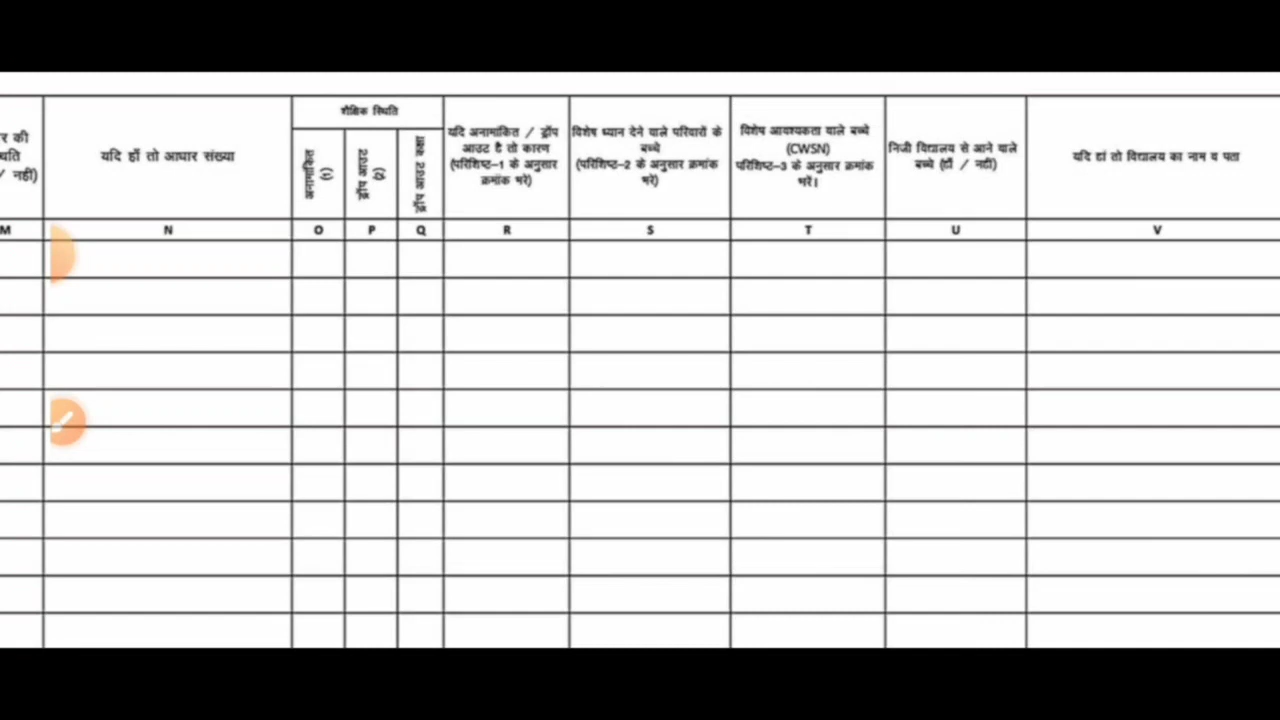 र की
थति
/ नहीं)
यदि हाँ तो आधार संख्या
शैक्षिक स्थिति
अनामांकित
(1)
ड्रॉप आउट
(2)
ड्रॉप आउट कक्षा
यदि अनामांकित / ड्रॉप
आउट है तो कारण
(परिशिष्ट–1 के अनुसार
क्रमांक भरें)
विशेष ध्यान देने वाले परिवारों के
बच्चे
(परिशिष्ट–2 के अनुसार क्रमांक
भरें)
विशेष आवश्यकता वाले बच्चे
(CWSN)
परिशिष्ट–3 के अनुसार क्रमांक
भरें।
निजी विद्यालय से आने वाले
बच्चे (हाँ / नहीं)
यदि हां तो विद्यालय का नाम व पता
M N O P Q R S T U V